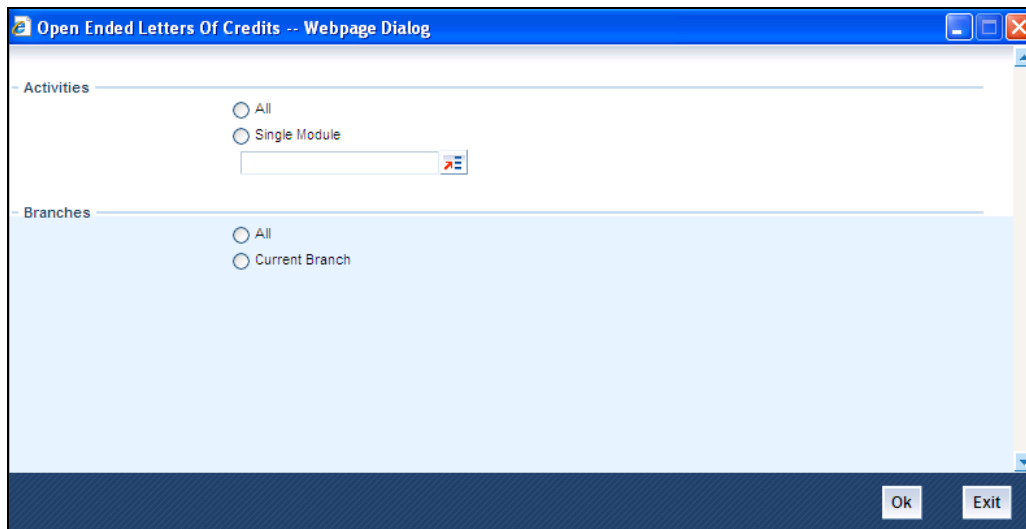 Open Ended Letters Of Credits -- Webpage Dialog
Activities
All
Single Module
Branches
All
Current Branch
Ok
Exit